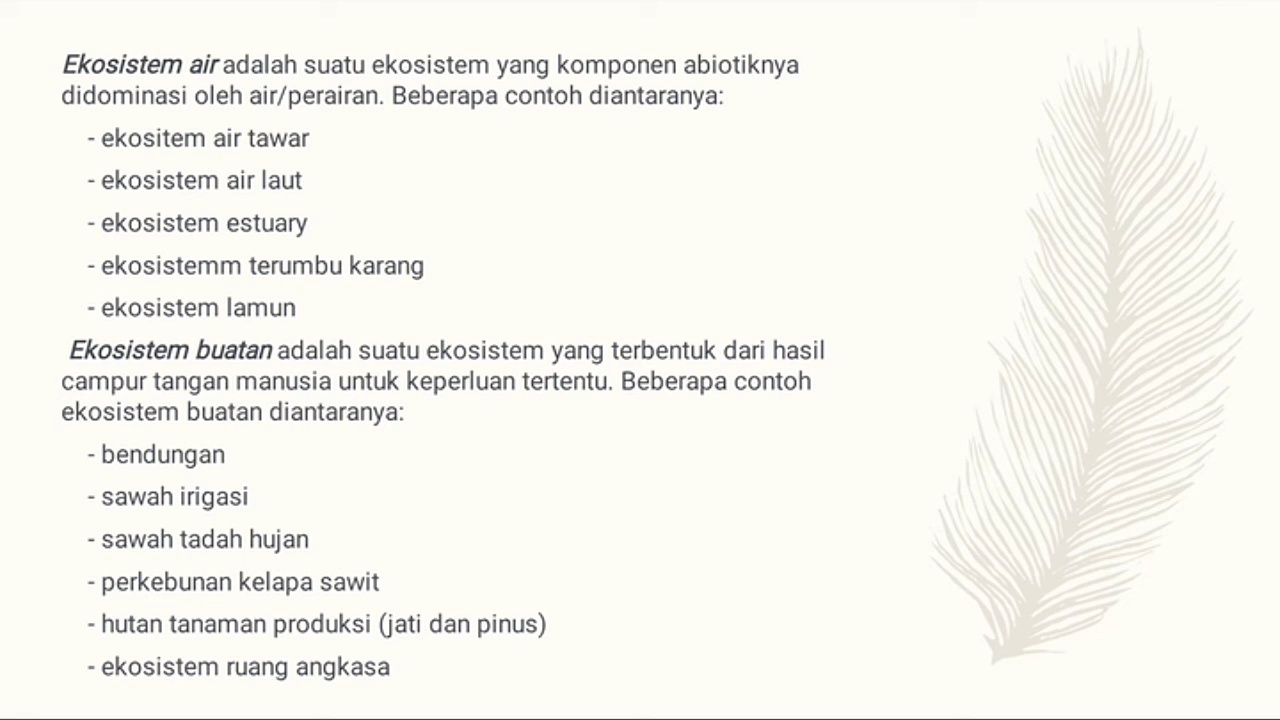 Ekosistem air adalah suatu ekosistem yang komponen abiotiknya
didominasi oleh air/perairan. Beberapa contoh diantaranya:
- ekositem air tawar
- ekosistem air laut
- ekosistem estuary
- ekosistemm terumbu karang
- ekosistem lamun
Ekosistem buatan adalah suatu ekosistem yang terbentuk dari hasil
campur tangan manusia untuk keperluan tertentu. Beberapa contoh
ekosistem buatan diantaranya:
- bendungan
- sawah irigasi
- sawah tadah hujan
- perkebunan kelapa sawit
- hutan tanaman produksi (jati dan pinus)
- ekosistem ruang angkasa